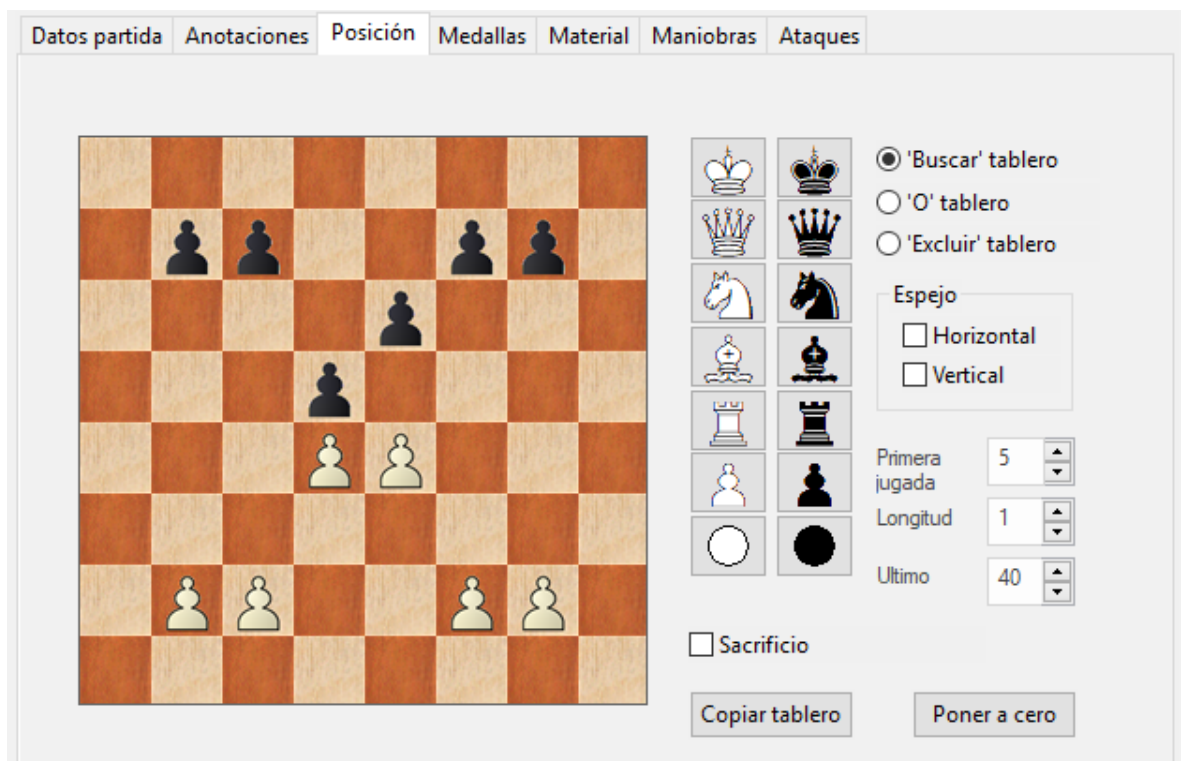 Datos partida Anotaciones Posición Medallas Material Maniobras Ataques
'Buscar' tablero
'O' tablero
'Excluir' tablero
Espejo
Horizontal
Vertical
Primera
jugada
5
Longitud
1
Ultimo
40
Sacrificio
Copiar tablero
Poner a cero